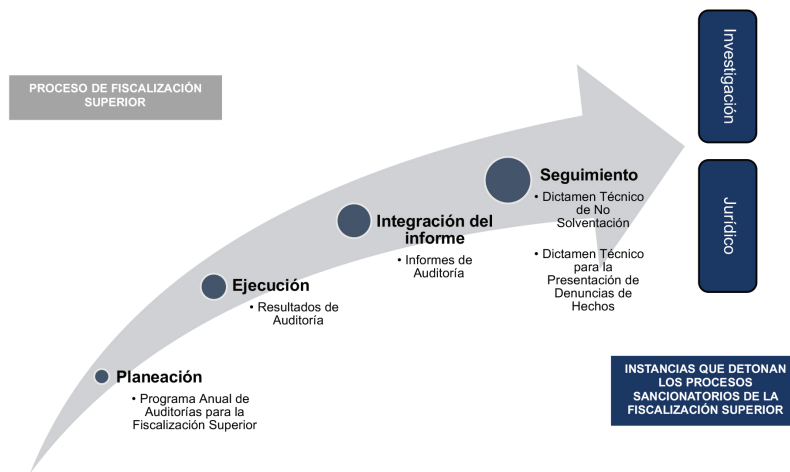 PROCESO DE FISCALIZACIÓN
SUPERIOR
Investigación
Jurídico
Seguimiento
• Dictamen Técnico
de No
Solventación
• Dictamen Técnico
para la
Presentación de
Denuncias de
Hechos
Integración del
informe
• Informes de
Auditoría
Ejecución
• Resultados de
Auditoría
Planeación
• Programa Anual de
Auditorías para la
Fiscalización Superior
INSTANCIAS QUE DETONAN
LOS PROCESOS
SANCIONATORIOS DE LA
FISCALIZACIÓN SUPERIOR